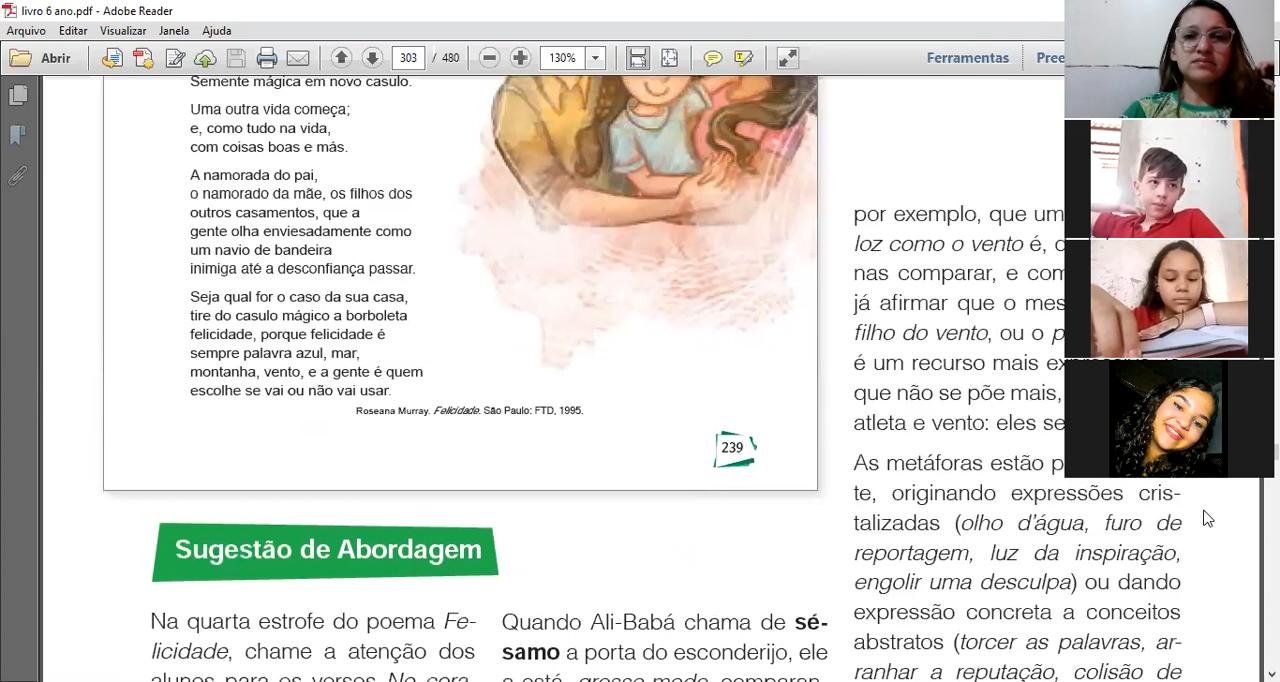 livro 6 ano.pdf - Adobe Reader
Arquivo Editar Visualizar Janela Ajuda
Abrir 303 / 480 130% Ferramentas
Semente mágica em novo casulo.
Uma outra vida começa;
e, como tudo na vida,
com coisas boas e más.
A namorada do pai,
o namorado da mãe, os filhos dos
outros casamentos, que a
gente olha enviesadamente como
um navio de bandeira
inimiga até a desconfiança passar.
Seja qual for o caso da sua casa,
tire do casulo mágico a borboleta
felicidade, porque felicidade é
sempre palavra azul, mar,
montanha, vento, e a gente é quem
escolhe se vai ou não vai usar.
Roseana Murray. Felicidade. São Paulo: FTD, 1995.
239
Sugestão de Abordagem
Na quarta estrofe do poema Fe-
licidade, chame a atenção dos
alunos para os versos
Quando Ali-Babá chama de sé-
samo a porta do esconderijo, ele
por exemplo, que um
loz como o vento é,
nas comparar, e
já afirmar que o
filho do vento, ou o
é um recurso mais
que não se põe mais,
atleta e vento: eles
As metáforas estão
te, originando expressões cris-
talizadas (olho d'água, furo de
reportagem, luz da inspiração,
engolir uma desculpa) ou dando
expressão concreta a conceitos
abstratos (torcer as palavras, ar-
ranhar a reputação, colisão de